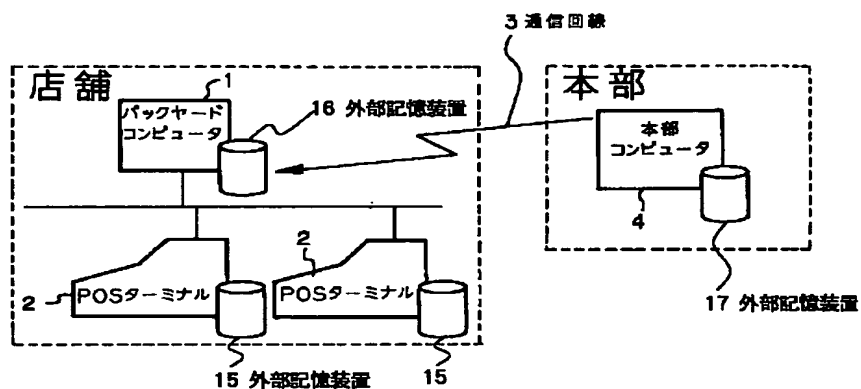 3 通信回線
店舗
1
バックヤード
コンピュータ
16 外部記憶装置
本部
本部
コンピュータ
4
17 外部記憶装置
2
POSターミナル
2
POSターミナル
15 外部記憶装置
15